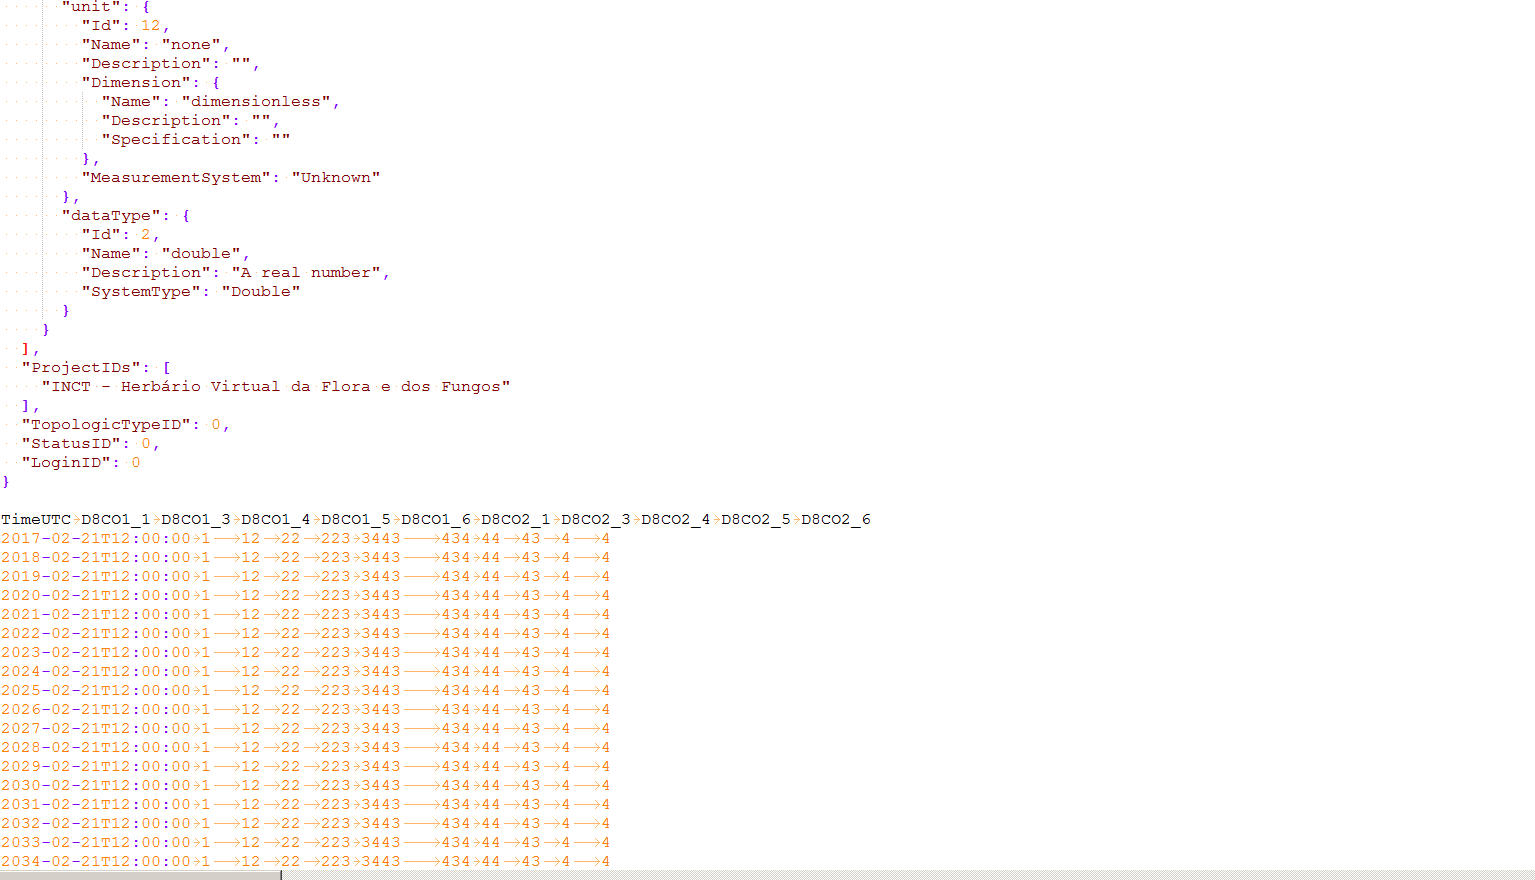 "unit": {
"Id": 12,
"Name": "none",
"Description": "",
"Dimension": {
"Name": "dimensionless",
"Description": "",
"Specification": ""
},
"MeasurementSystem": "Unknown"
},
"dataType": {
"Id": 2,
"Name": "double",
"Description": "A real number",
"SystemType": "Double"
}
}
],
"ProjectIDs": [
"INCT - Herbário Virtual da Flora e dos Fungos"
],
"TopologicTypeID": 0,
"StatusID": 0,
"LoginID": 0
}
TimeUTC	D8CO1_1	D8CO1_3	D8CO1_4	D8CO1_5	D8CO1_6	D8CO2_1	D8CO2_3	D8CO2_4	D8CO2_5	D8CO2_6
2017-02-21T12:00:00	1	12	22	223	3443	434	44	43	4	4
2018-02-21T12:00:00	1	12	22	223	3443	434	44	43	4	4
2019-02-21T12:00:00	1	12	22	223	3443	434	44	43	4	4
2020-02-21T12:00:00	1	12	22	223	3443	434	44	43	4	4
2021-02-21T12:00:00	1	12	22	223	3443	434	44	43	4	4
2022-02-21T12:00:00	1	12	22	223	3443	434	44	43	4	4
2023-02-21T12:00:00	1	12	22	223	3443	434	44	43	4	4
2024-02-21T12:00:00	1	12	22	223	3443	434	44	43	4	4
2025-02-21T12:00:00	1	12	22	223	3443	434	44	43	4	4
2026-02-21T12:00:00	1	12	22	223	3443	434	44	43	4	4
2027-02-21T12:00:00	1	12	22	223	3443	434	44	43	4	4
2028-02-21T12:00:00	1	12	22	223	3443	434	44	43	4	4
2029-02-21T12:00:00	1	12	22	223	3443	434	44	43	4	4
2030-02-21T12:00:00	1	12	22	223	3443	434	44	43	4	4
2031-02-21T12:00:00	1	12	22	223	3443	434	44	43	4	4
2032-02-21T12:00:00	1	12	22	223	3443	434	44	43	4	4
2033-02-21T12:00:00	1	12	22	223	3443	434	44	43	4	4
2034-02-21T12:00:00	1	12	22	223	3443	434	44	43	4	4